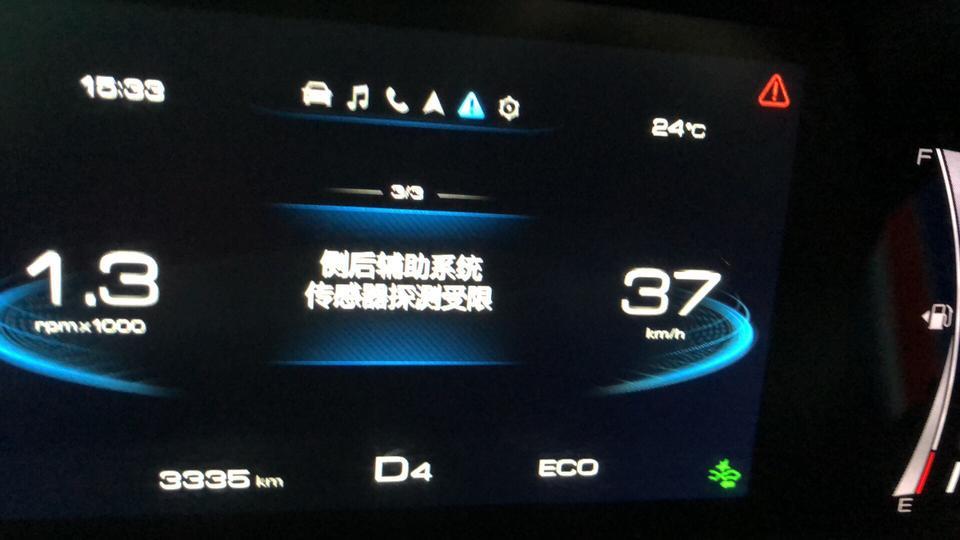 15:33
24℃
3/3
侧后辅助系统
传感器探测受限
1.3
rpm×1000
37
km/h
3335 km
D4
ECO
F
E